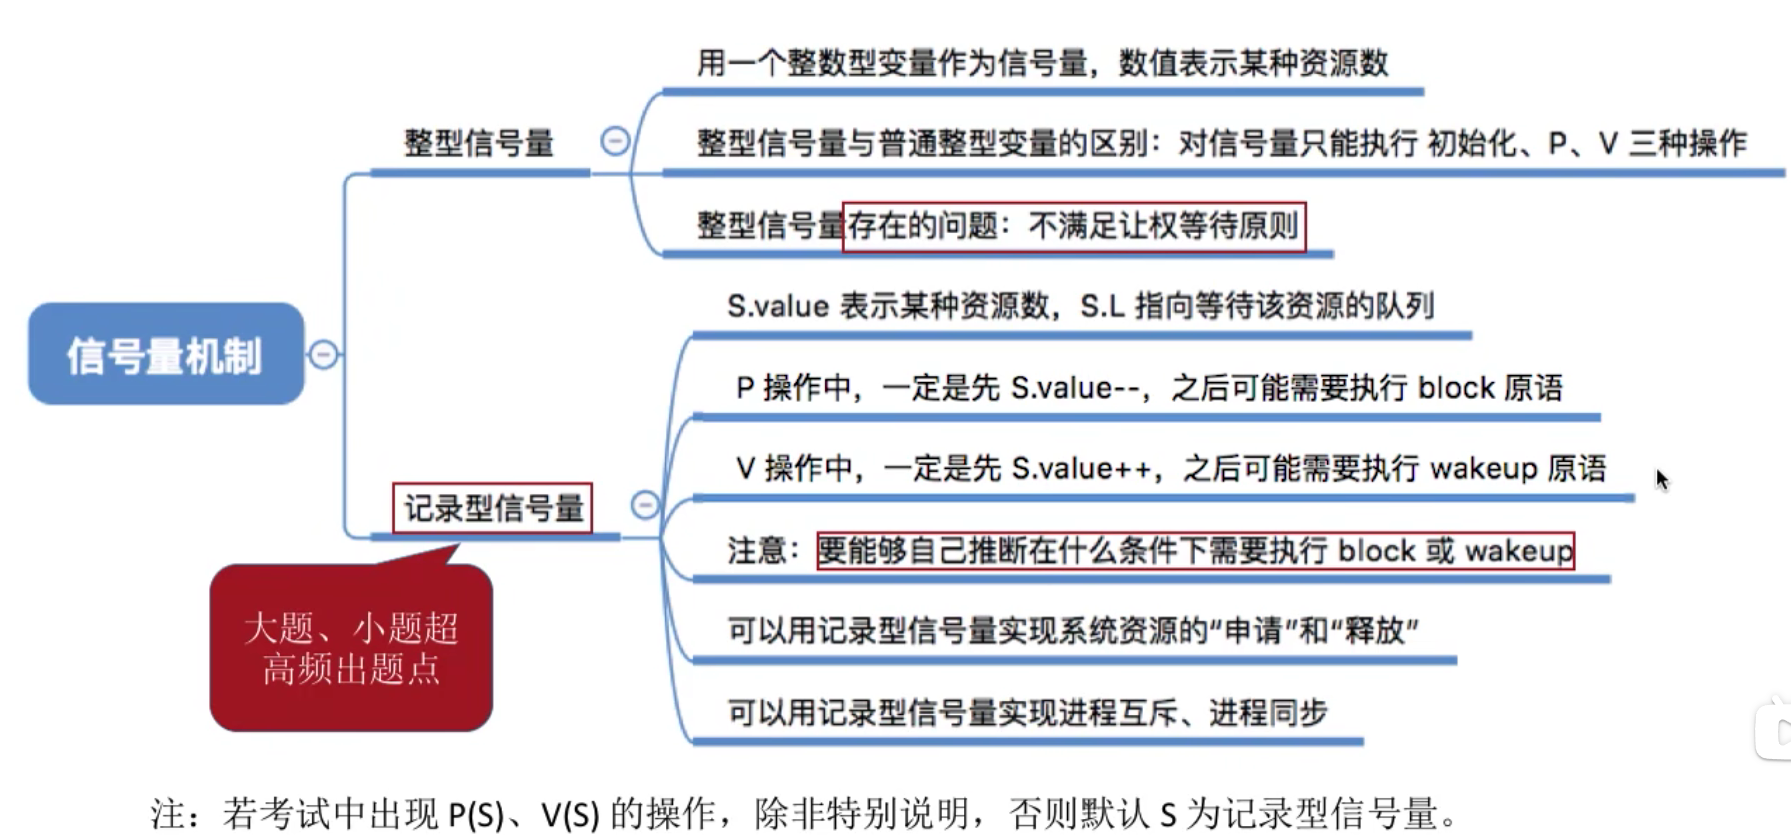 用一个整数型变量作为信号量，数值表示某种资源数
整型信号量
整型信号量与普通整型变量的区别：对信号量只能执行 初始化、P、V 三种操作
整型信号量存在的问题：不满足让权等待原则
信号量机制
S.value 表示某种资源数，S.L 指向等待该资源的队列
P 操作中，一定是先 S.value--，之后可能需要执行 block 原语
V 操作中，一定是先 S.value++，之后可能需要执行 wakeup 原语
记录型信号量
注意：要能够自己推断在什么条件下需要执行 block 或 wakeup
可以用记录型信号量实现系统资源的“申请”和“释放”
可以用记录型信号量实现进程互斥、进程同步
大题、小题超
高频出题点
注：若考试中出现 P(S)、V(S) 的操作，除非特别说明，否则默认 S 为记录型信号量。